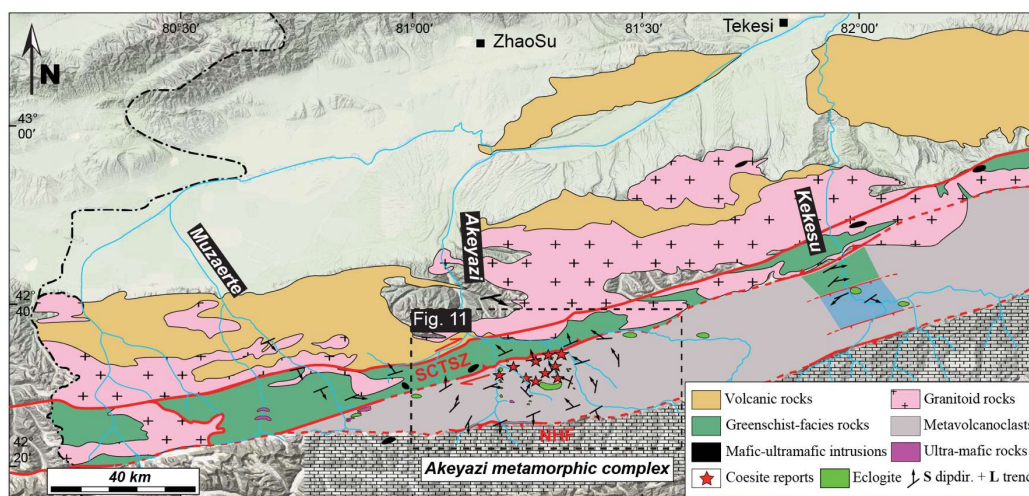 80°30'
81°00'
81°30'
82°00'
Tekesi
ZhaoSu
N
43°
00'
Muzaerte
Akeyazi
Kekesu
42°
40'
Fig. 11
SCTSZ
NHF
42°
20'
Akeyazi metamorphic complex
40 km
Volcanic rocks
Granitoid rocks
Greenschist-facies rocks
Metavolcanoclasts
Mafic-ultramafic intrusions
Ultra-mafic rocks
Coesite reports
Eclogite
S dipdir. + L tren